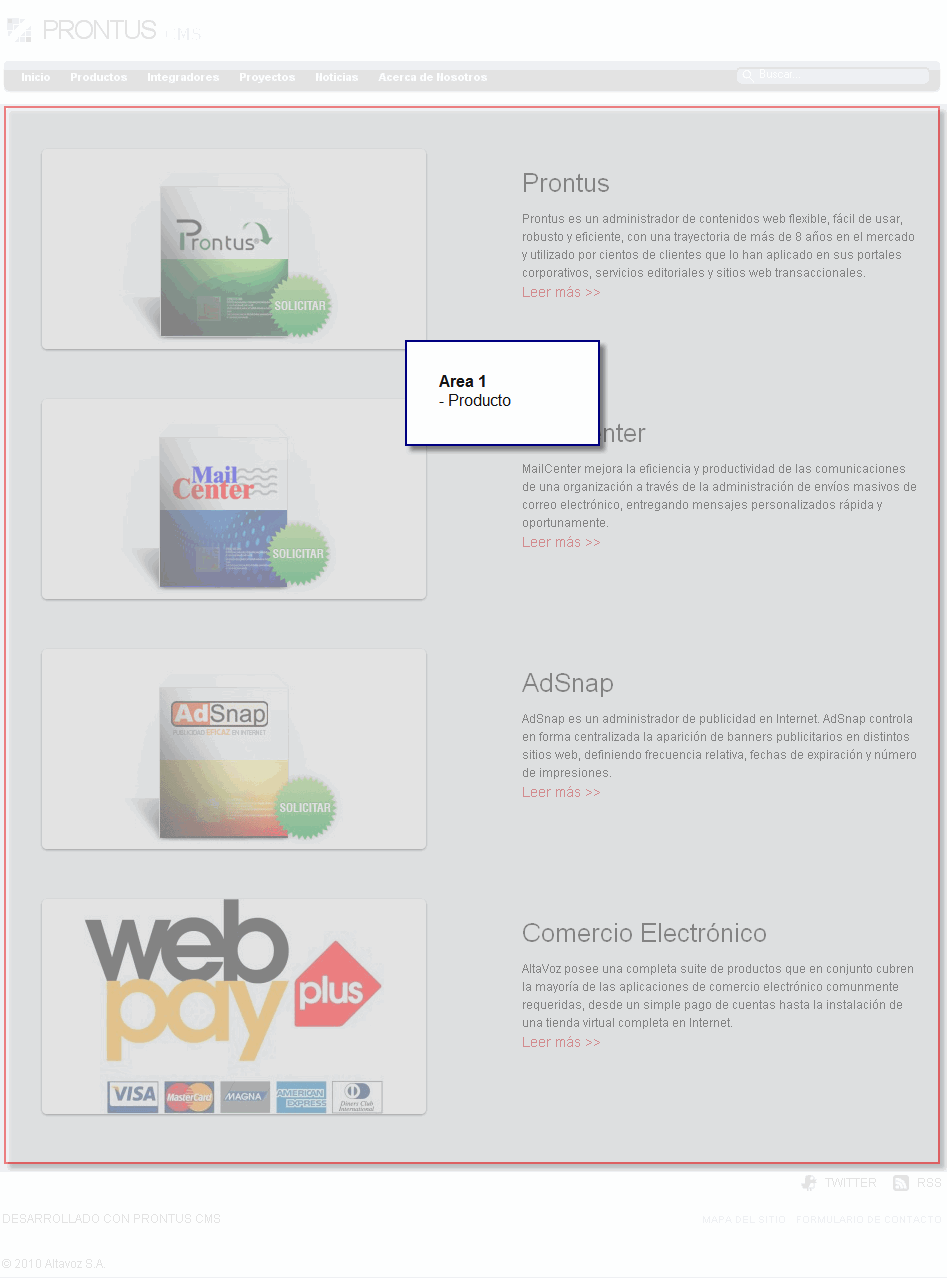 PRONTUS CMS
Inicio Productos Integradores Proyectos Noticias Acerca de Nosotros
Buscar...
Prontus
SOLICITAR
Prontus
Prontus es un administrador de contenidos web flexible, fácil de usar,
robusto y eficiente, con una trayectoria de más de 8 años en el mercado
y utilizado por cientos de clientes que lo han aplicado en sus portales
corporativos, servicios editoriales y sitios web transaccionales.
Leer más >>
Area 1
- Producto
Mail
Center
SOLICITAR
nter
MailCenter mejora la eficiencia y productividad de las comunicaciones
de una organización a través de la administración de envíos masivos de
correo electrónico, entregando mensajes personalizados rápida y
oportunamente.
Leer más >>
AdSnap
PUBLICIDAD EFICAZ EN INTERNET
SOLICITAR
AdSnap
AdSnap es un administrador de publicidad en Internet. AdSnap controla
en forma centralizada la aparición de banners publicitarios en distintos
sitios web, definiendo frecuencia relativa, fechas de expiración y número
de impresiones.
Leer más >>
web
pay
plus
VISA MasterCard MAGNA AMERICAN EXPRESS Diners Club International
Comercio Electrónico
AltaVoz posee una completa suite de productos que en conjunto cubren
la mayoría de las aplicaciones de comercio electrónico comunmente
requeridas, desde un simple pago de cuentas hasta la instalación de
una tienda virtual completa en Internet.
Leer más >>
TWITTER RSS
DESARROLLADO CON PRONTUS CMS
MAPA DEL SITIO FORMULARIO DE CONTACTO
© 2010 Altavoz S.A.